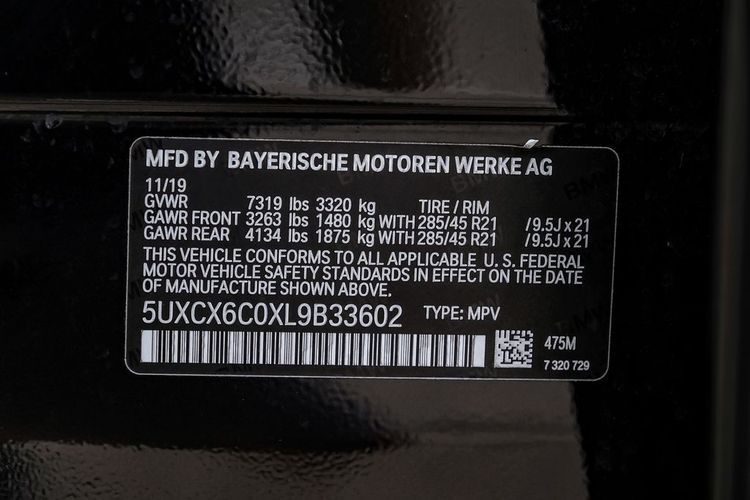 MFD BY BAYERISCHE MOTOREN WERKE AG
11/19
GVWR 7319 lbs 3320 kg TIRE / RIM
GAWR FRONT 3263 lbs 1480 kg WITH 285/45 R21 /9.5J x 21
GAWR REAR 4134 lbs 1875 kg WITH 285/45 R21 /9.5J x 21
THIS VEHICLE CONFORMS TO ALL APPLICABLE U. S. FEDERAL
MOTOR VEHICLE SAFETY STANDARDS IN EFFECT ON THE DATE
OF MANUFACTURE SHOWN ABOVE.
5UXCX6C0XL9B33602 TYPE: MPV
475M
7 320 729